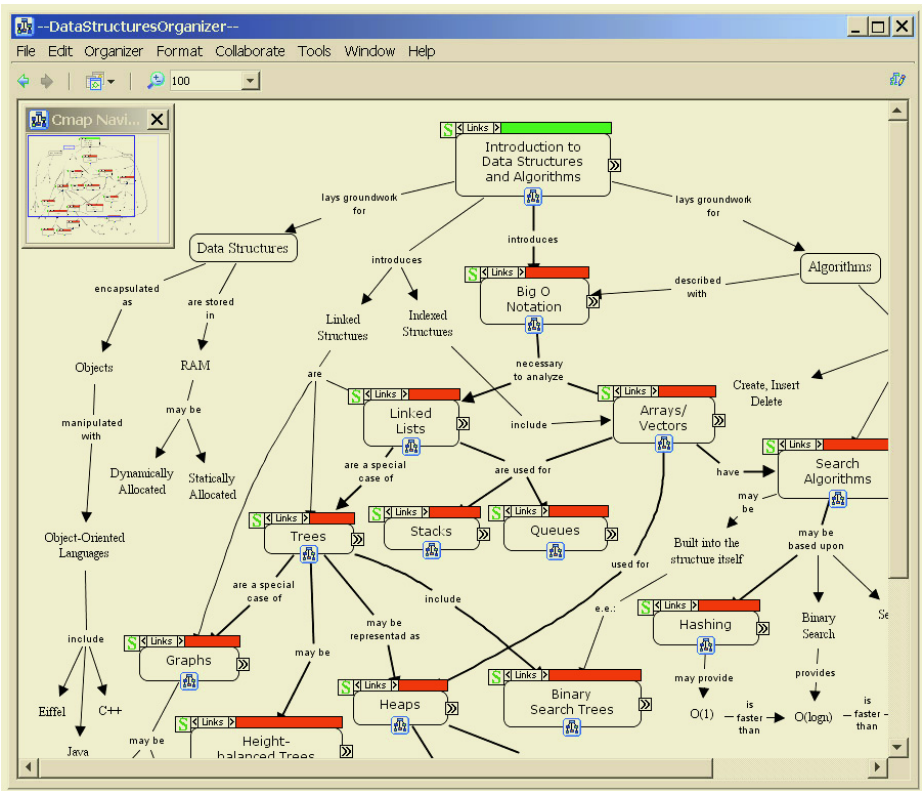 --DataStructuresOrganizer--
File Edit Organizer Format Collaborate Tools Window Help
100
Cmap Navi...
S < Links >
Introduction to
Data Structures
and Algorithms
lays groundwork
for
lays groundwork
for
Data Structures
introduces
introduces
Algorithms
encapsulated
as
are stored
in
S < Links >
Big O
Notation
described
with
Linked
Structures
Indexed
Structures
Objects
RAM
are
necessary
to analyze
Create, Insert
Delete
S < Links >
Linked
Lists
include
S < Links >
Arrays/
Vectors
manipulated
with
may be
Dynamically
Allocated
Statically
Allocated
are a special
case of
are used for
have
S < Links >
Search
Algorithms
may
be
S < Links >
Trees
S < Links >
Stacks
S < Links >
Queues
Object-Oriented
Languages
Built into the
structure itself
may be
based upon
used for
are a special
case of
include
e.e.:
may be
representad as
S < Links >
Hashing
Binary
Search
Se
include
S < Links >
Graphs
may be
S < Links >
Heaps
S < Links >
Binary
Search Trees
may provide
provides
Eiffel
C++
Java
may be
S < Links >
Height-
balanced Trees
O(1)
is
faster
than
O(logn)
is
faster
than